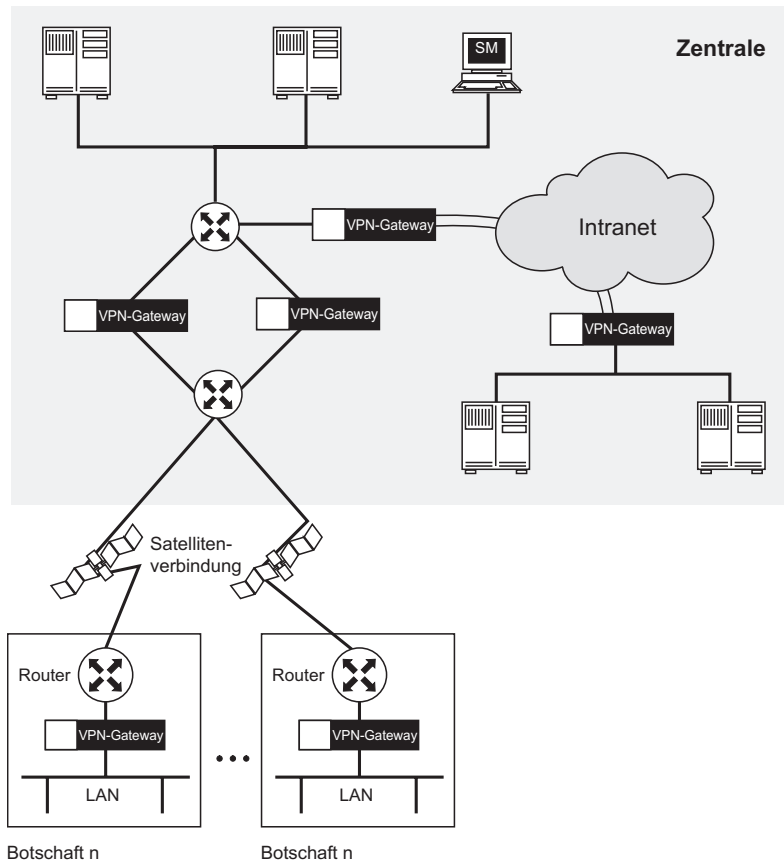 SM
Zentrale
VPN-Gateway
Intranet
VPN-Gateway
VPN-Gateway
VPN-Gateway
Satelliten-
verbindung
Router
Router
VPN-Gateway
VPN-Gateway
LAN
LAN
Botschaft n
Botschaft n